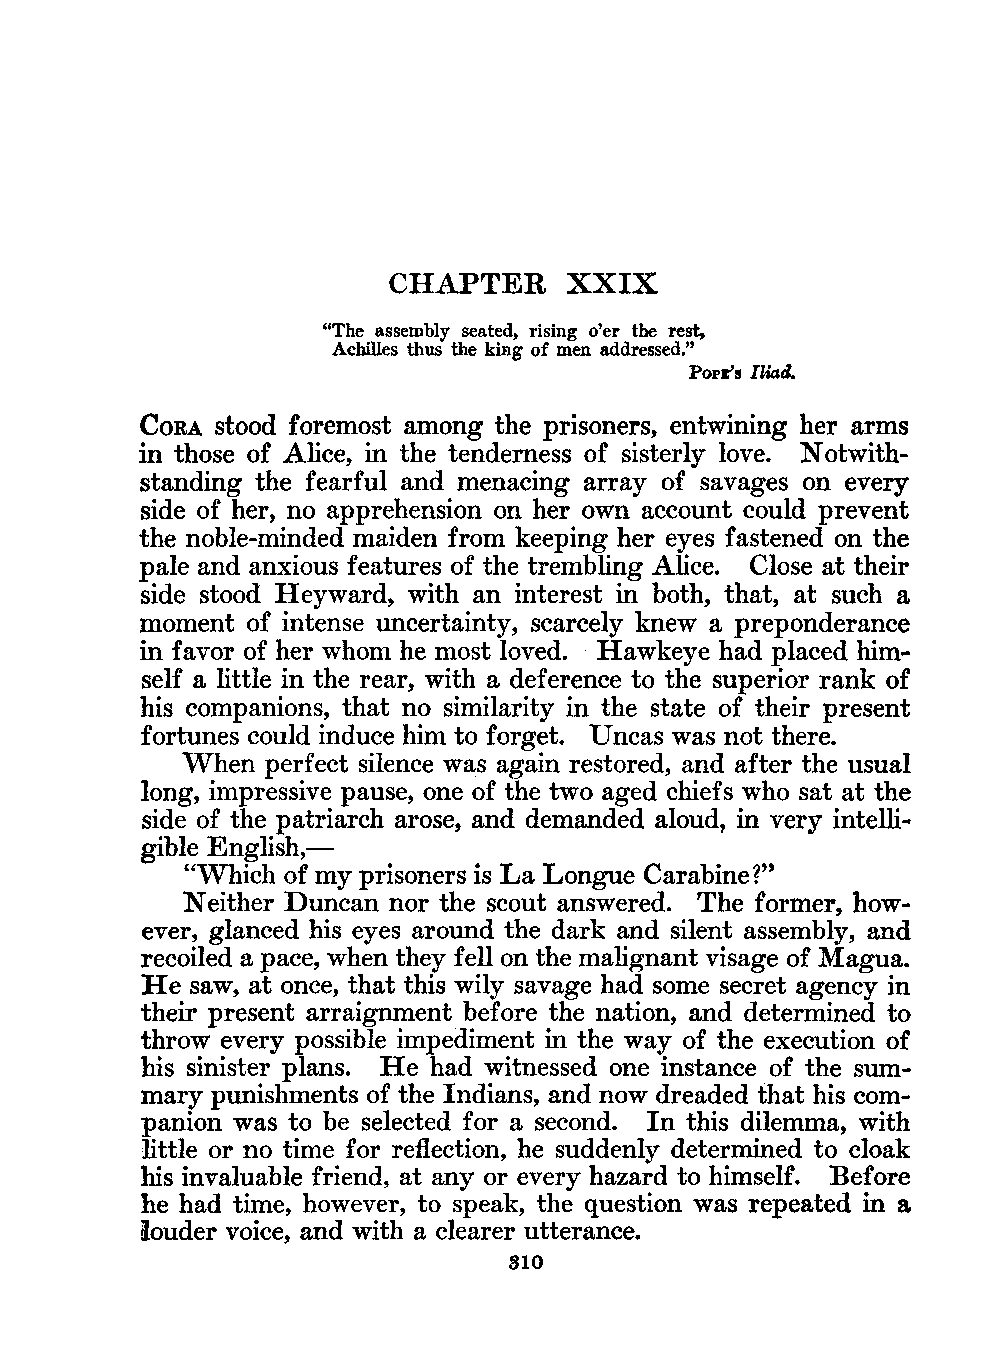 CHAPTER XXIX
“The assembly seated, rising o’er the rest,
Achilles thus the king of men addressed.”
POPE’S Iliad.
CORA stood foremost among the prisoners, entwining her arms
in those of Alice, in the tenderness of sisterly love. Notwith-
standing the fearful and menacing array of savages on every
side of her, no apprehension on her own account could prevent
the noble-minded maiden from keeping her eyes fastened on the
pale and anxious features of the trembling Alice. Close at their
side stood Heyward, with an interest in both, that, at such a
moment of intense uncertainty, scarcely knew a preponderance
in favor of her whom he most loved. Hawkeye had placed him-
self a little in the rear, with a deference to the superior rank of
his companions, that no similarity in the state of their present
fortunes could induce him to forget. Uncas was not there.
When perfect silence was again restored, and after the usual
long, impressive pause, one of the two aged chiefs who sat at the
side of the patriarch arose, and demanded aloud, in very intelli-
gible English,—
“Which of my prisoners is La Longue Carabine?”
Neither Duncan nor the scout answered. The former, how-
ever, glanced his eyes around the dark and silent assembly, and
recoiled a pace, when they fell on the malignant visage of Magua.
He saw, at once, that this wily savage had some secret agency in
their present arraignment before the nation, and determined to
throw every possible impediment in the way of the execution of
his sinister plans. He had witnessed one instance of the sum-
mary punishments of the Indians, and now dreaded that his com-
panion was to be selected for a second. In this dilemma, with
little or no time for reflection, he suddenly determined to cloak
his invaluable friend, at any or every hazard to himself. Before
he had time, however, to speak, the question was repeated in a
louder voice, and with a clearer utterance.
310